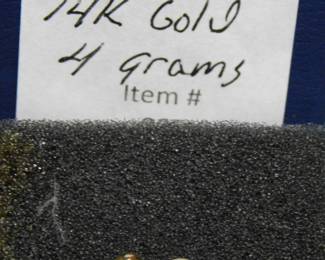 14K Gold
4 grams
Item #